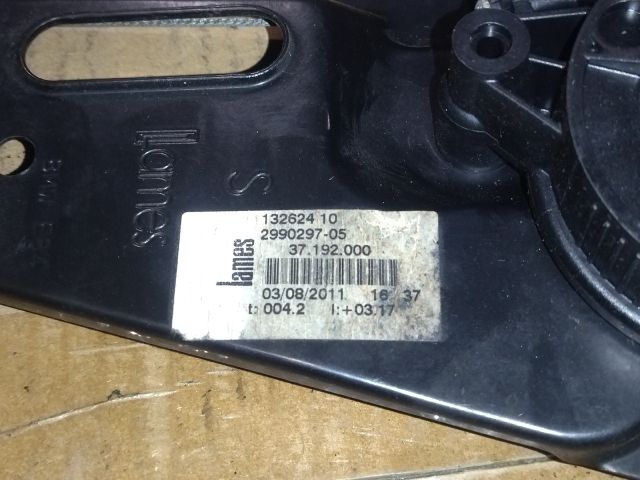 lames
S
132624 10
2990297-05
37.192.000
lames
03/08/2011 16 37
t: 004.2 I:+03.17